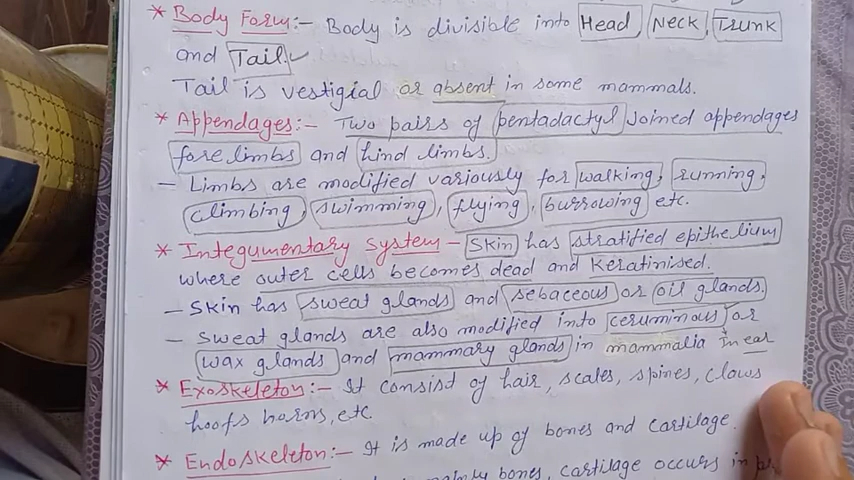 * Body Form:- Body is divisible into Head, Neck, Trunk
and Tail
Tail is vestigial or absent in some mammals.
* Appendages:- Two pairs of pentadactyl Joined appendages
fore limbs and hind limbs.
- Limbs are modified variously for walking, running,
climbing, swimming, flying, burrowing etc.
* Integumentary System - Skin has stratified epithelium
where outer cells becomes dead and keratinised.
- Skin has sweat glands and sebaceous or oil glands.
- Sweat glands are also modified into ceruminous or
wax glands and mammary glands in mammalia in ear
* Exoskeleton:- It consist of hair, scales, spines, claws
hoofs horns, etc.
* Endoskeleton:- It is made up of bones and cartilage.
mainly bones, cartilage occurs in